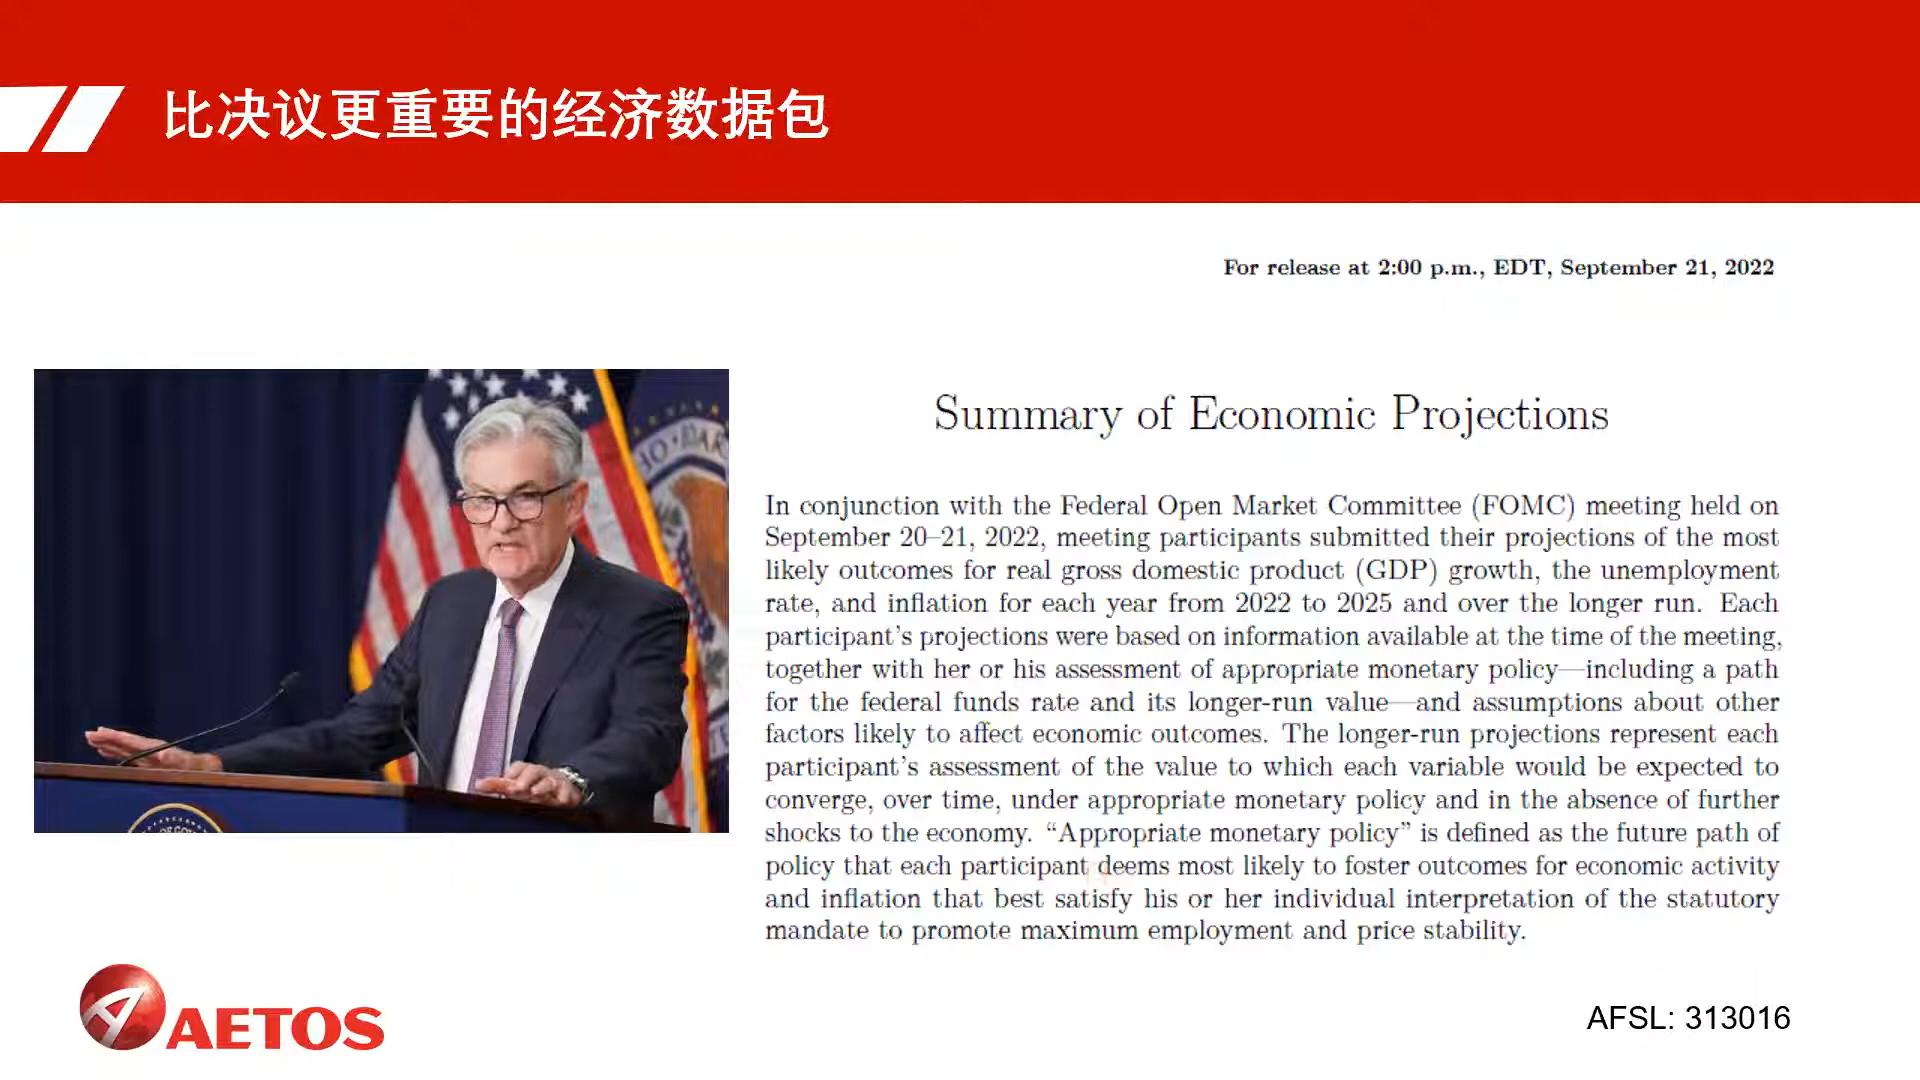 比决议更重要的经济数据包
For release at 2:00 p.m., EDT, September 21, 2022
Summary of Economic Projections
In conjunction with the Federal Open Market Committee (FOMC) meeting held on
September 20–21, 2022, meeting participants submitted their projections of the most
likely outcomes for real gross domestic product (GDP) growth, the unemployment
rate, and inflation for each year from 2022 to 2025 and over the longer run. Each
participant’s projections were based on information available at the time of the meeting,
together with her or his assessment of appropriate monetary policy—including a path
for the federal funds rate and its longer-run value—and assumptions about other
factors likely to affect economic outcomes. The longer-run projections represent each
participant’s assessment of the value to which each variable would be expected to
converge, over time, under appropriate monetary policy and in the absence of further
shocks to the economy. “Appropriate monetary policy” is defined as the future path of
policy that each participant deems most likely to foster outcomes for economic activity
and inflation that best satisfy his or her individual interpretation of the statutory
mandate to promote maximum employment and price stability.
AETOS
AFSL: 313016